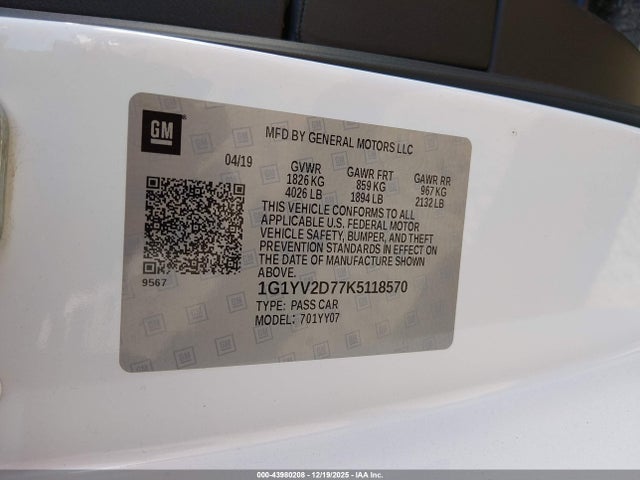 GM
MFD BY GENERAL MOTORS LLC
04/19 GVWR GAWR FRT GAWR RR
1826 KG 859 KG 967 KG
4026 LB 1894 LB 2132 LB
THIS VEHICLE CONFORMS TO ALL
APPLICABLE U.S. FEDERAL MOTOR
VEHICLE SAFETY, BUMPER, AND THEFT
PREVENTION STANDARDS IN EFFECT ON
THE DATE OF MANUFACTURE SHOWN
ABOVE.
9567
1G1YV2D77K5118570
TYPE: PASS CAR
MODEL: 701YY07
000-43980208 - 12/19/2025 - IAA Inc.